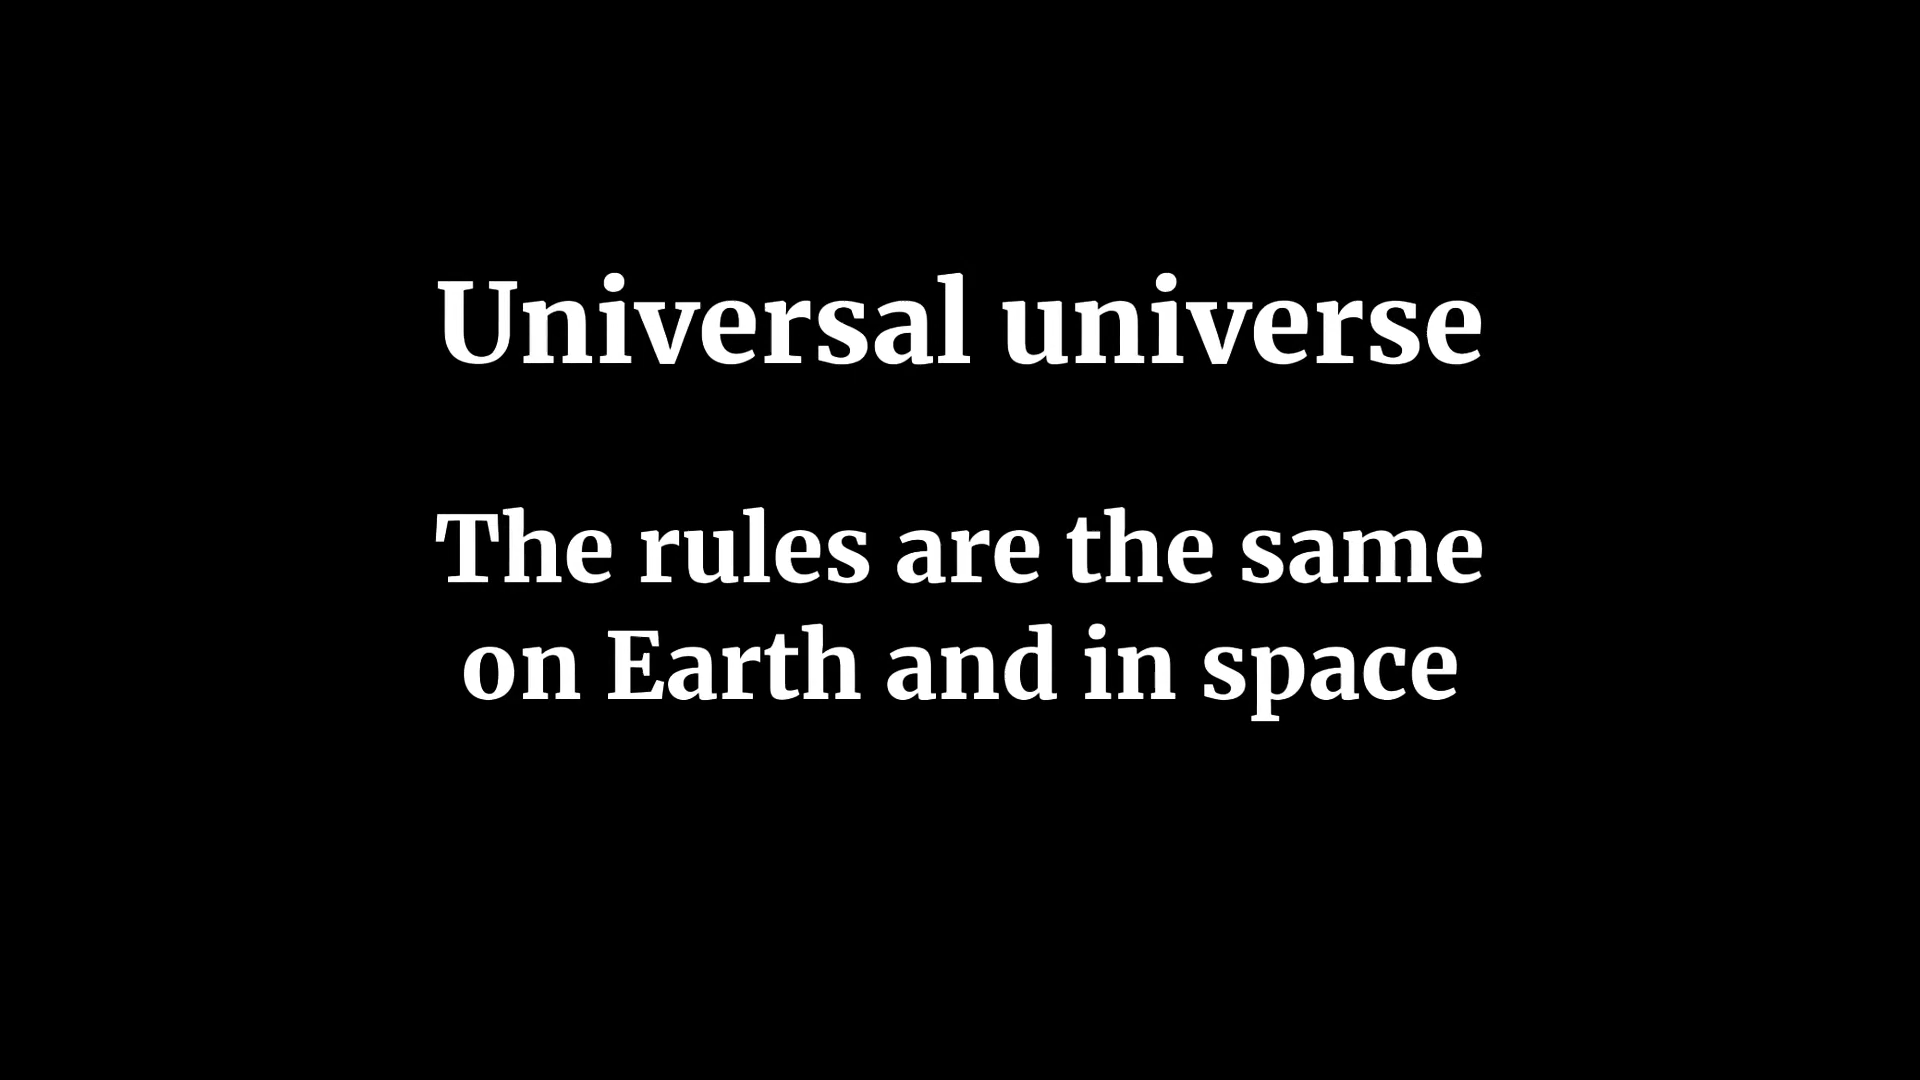 Universal universe
The rules are the same
on Earth and in space